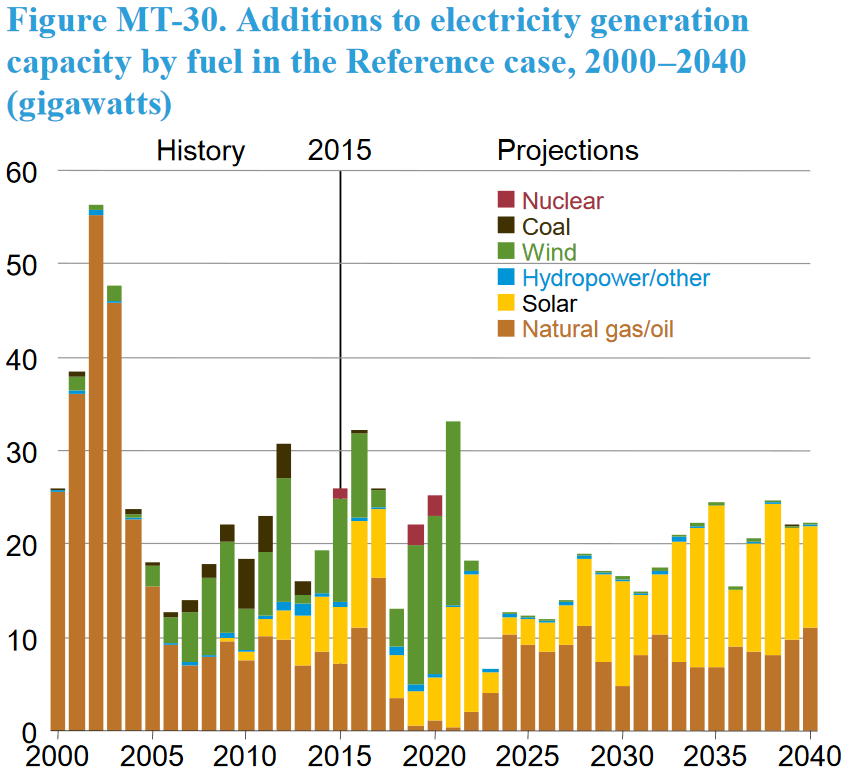 Figure MT-30. Additions to electricity generation
capacity by fuel in the Reference case, 2000–2040
(gigawatts)
History 2015 Projections
60
50
40
30
20
10
0
Nuclear
Coal
Wind
Hydropower/other
Solar
Natural gas/oil
2000 2005 2010 2015 2020 2025 2030 2035 2040